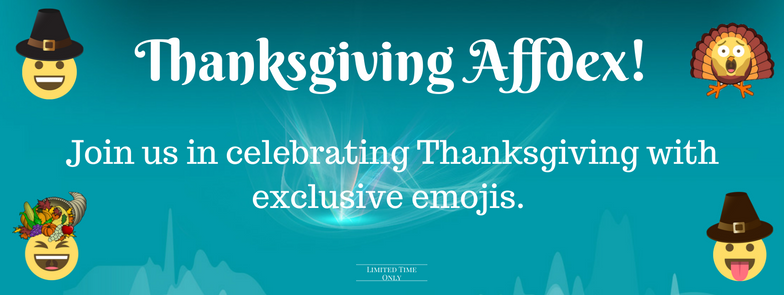 Thanksgiving Affdex!
Join us in celebrating Thanksgiving with
exclusive emojis.
Limited Time
Only